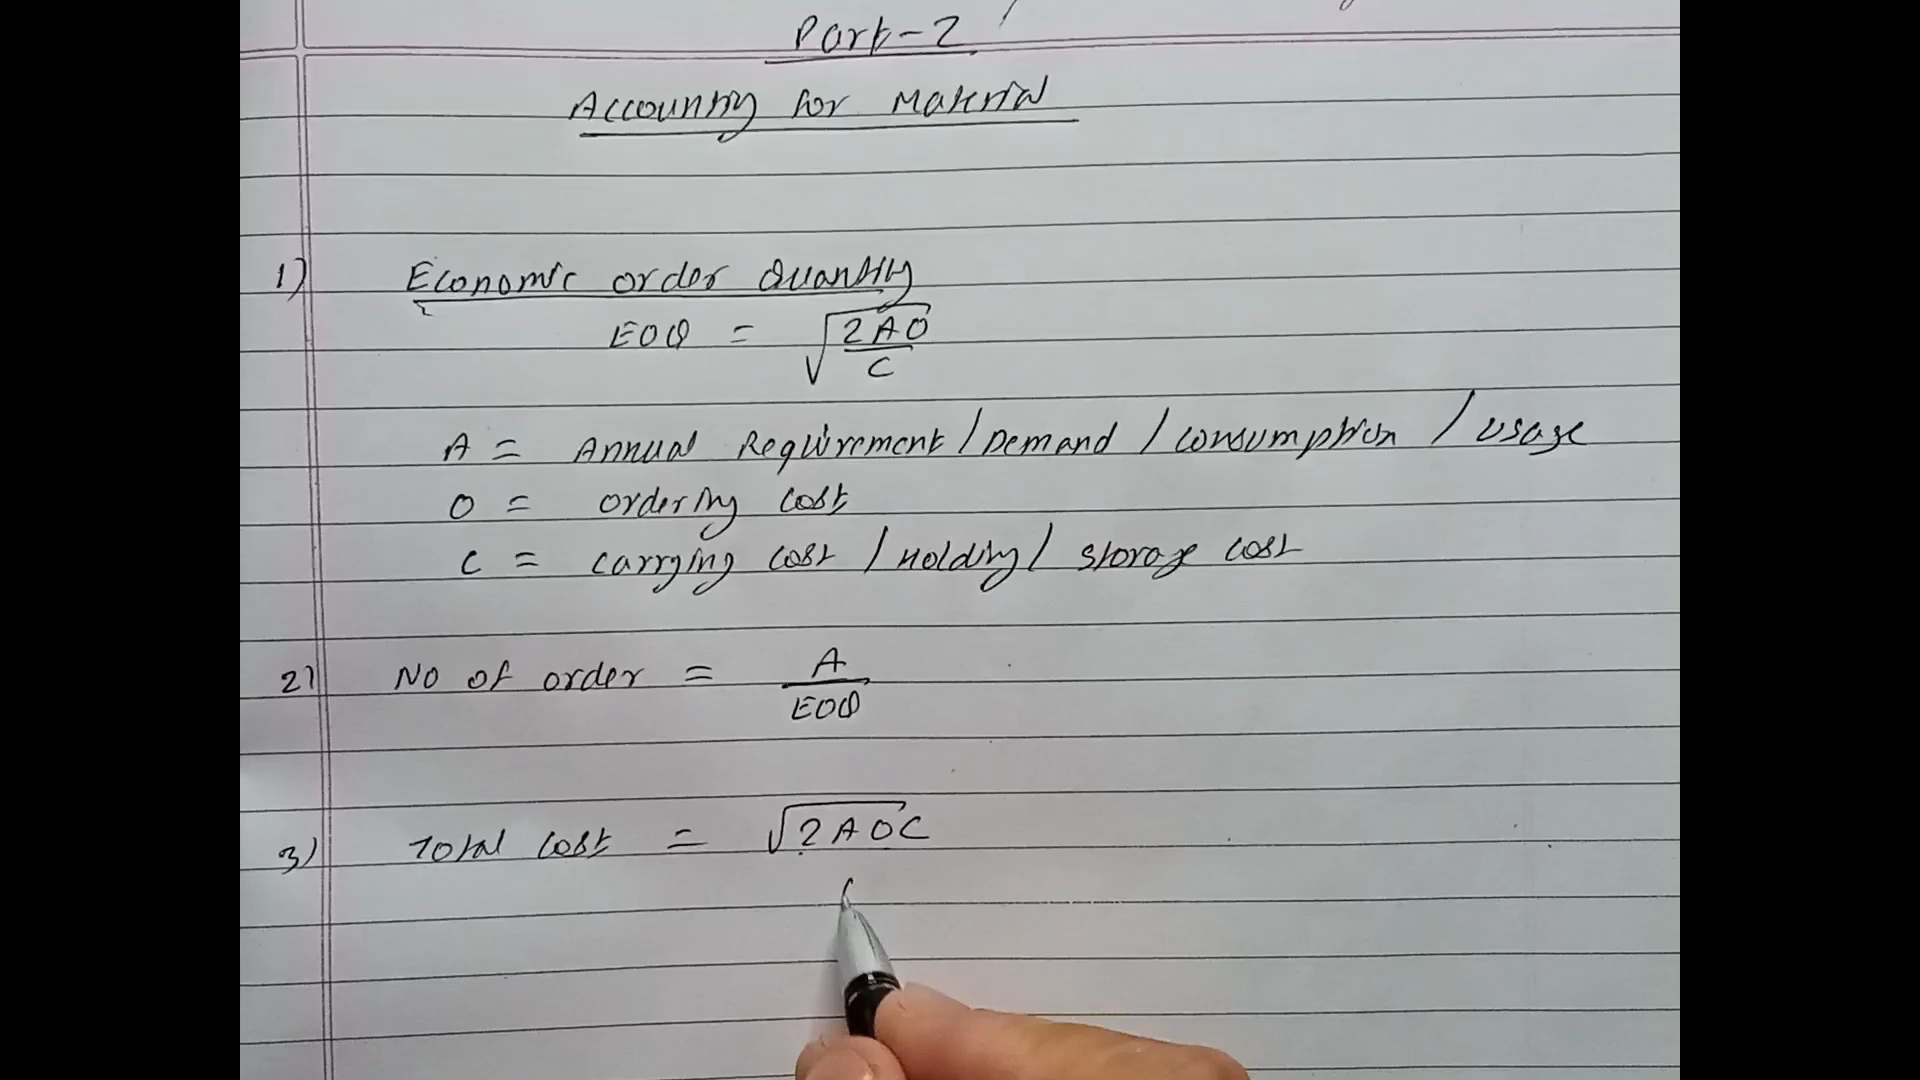 Part-2
Accounting for Material
1) Economic order Quantity
EOQ = √2AO
C
A = Annual Requirement / Demand / consumption / usage
O = ordering cost
C = carrying cost / holding / storage cost
2) No of order = A
EOQ
3) Total cost = √2AOC